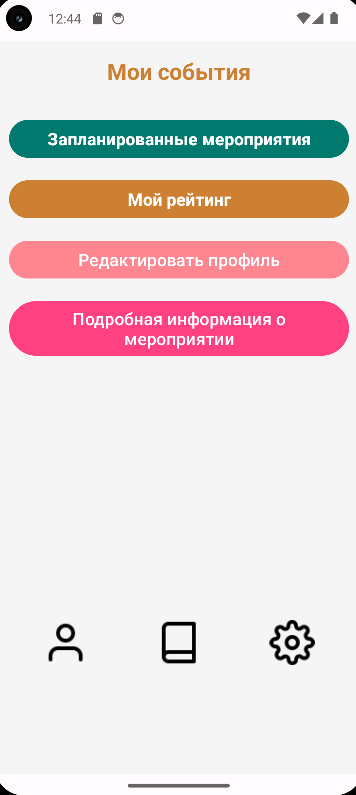 12:44
Мои события
Запланированные мероприятия
Мой рейтинг
Редактировать профиль
Подробная информация о
мероприятии